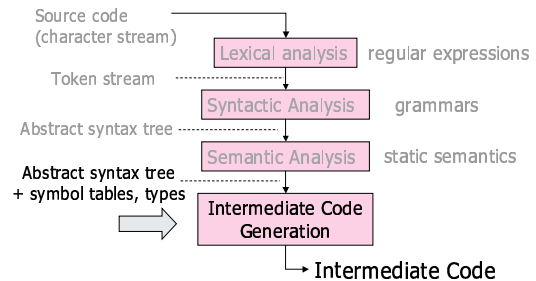 Source code
(character stream)
Lexical analysis
regular expressions
Token stream
Syntactic Analysis
grammars
Abstract syntax tree
Semantic Analysis
static semantics
Abstract syntax tree
+ symbol tables, types
Intermediate Code
Generation
Intermediate Code